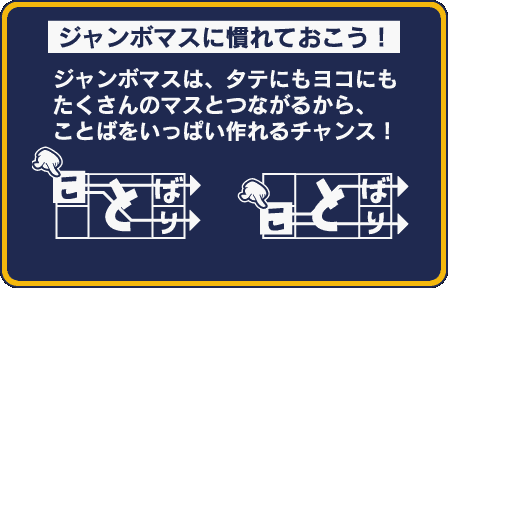 ジャンボマスに慣れておこう！
ジャンボマスは、タテにもヨコにも
たくさんのマスとつながるから、
ことばをいっぱい作れるチャンス！
こ と ば り
こ と ば り